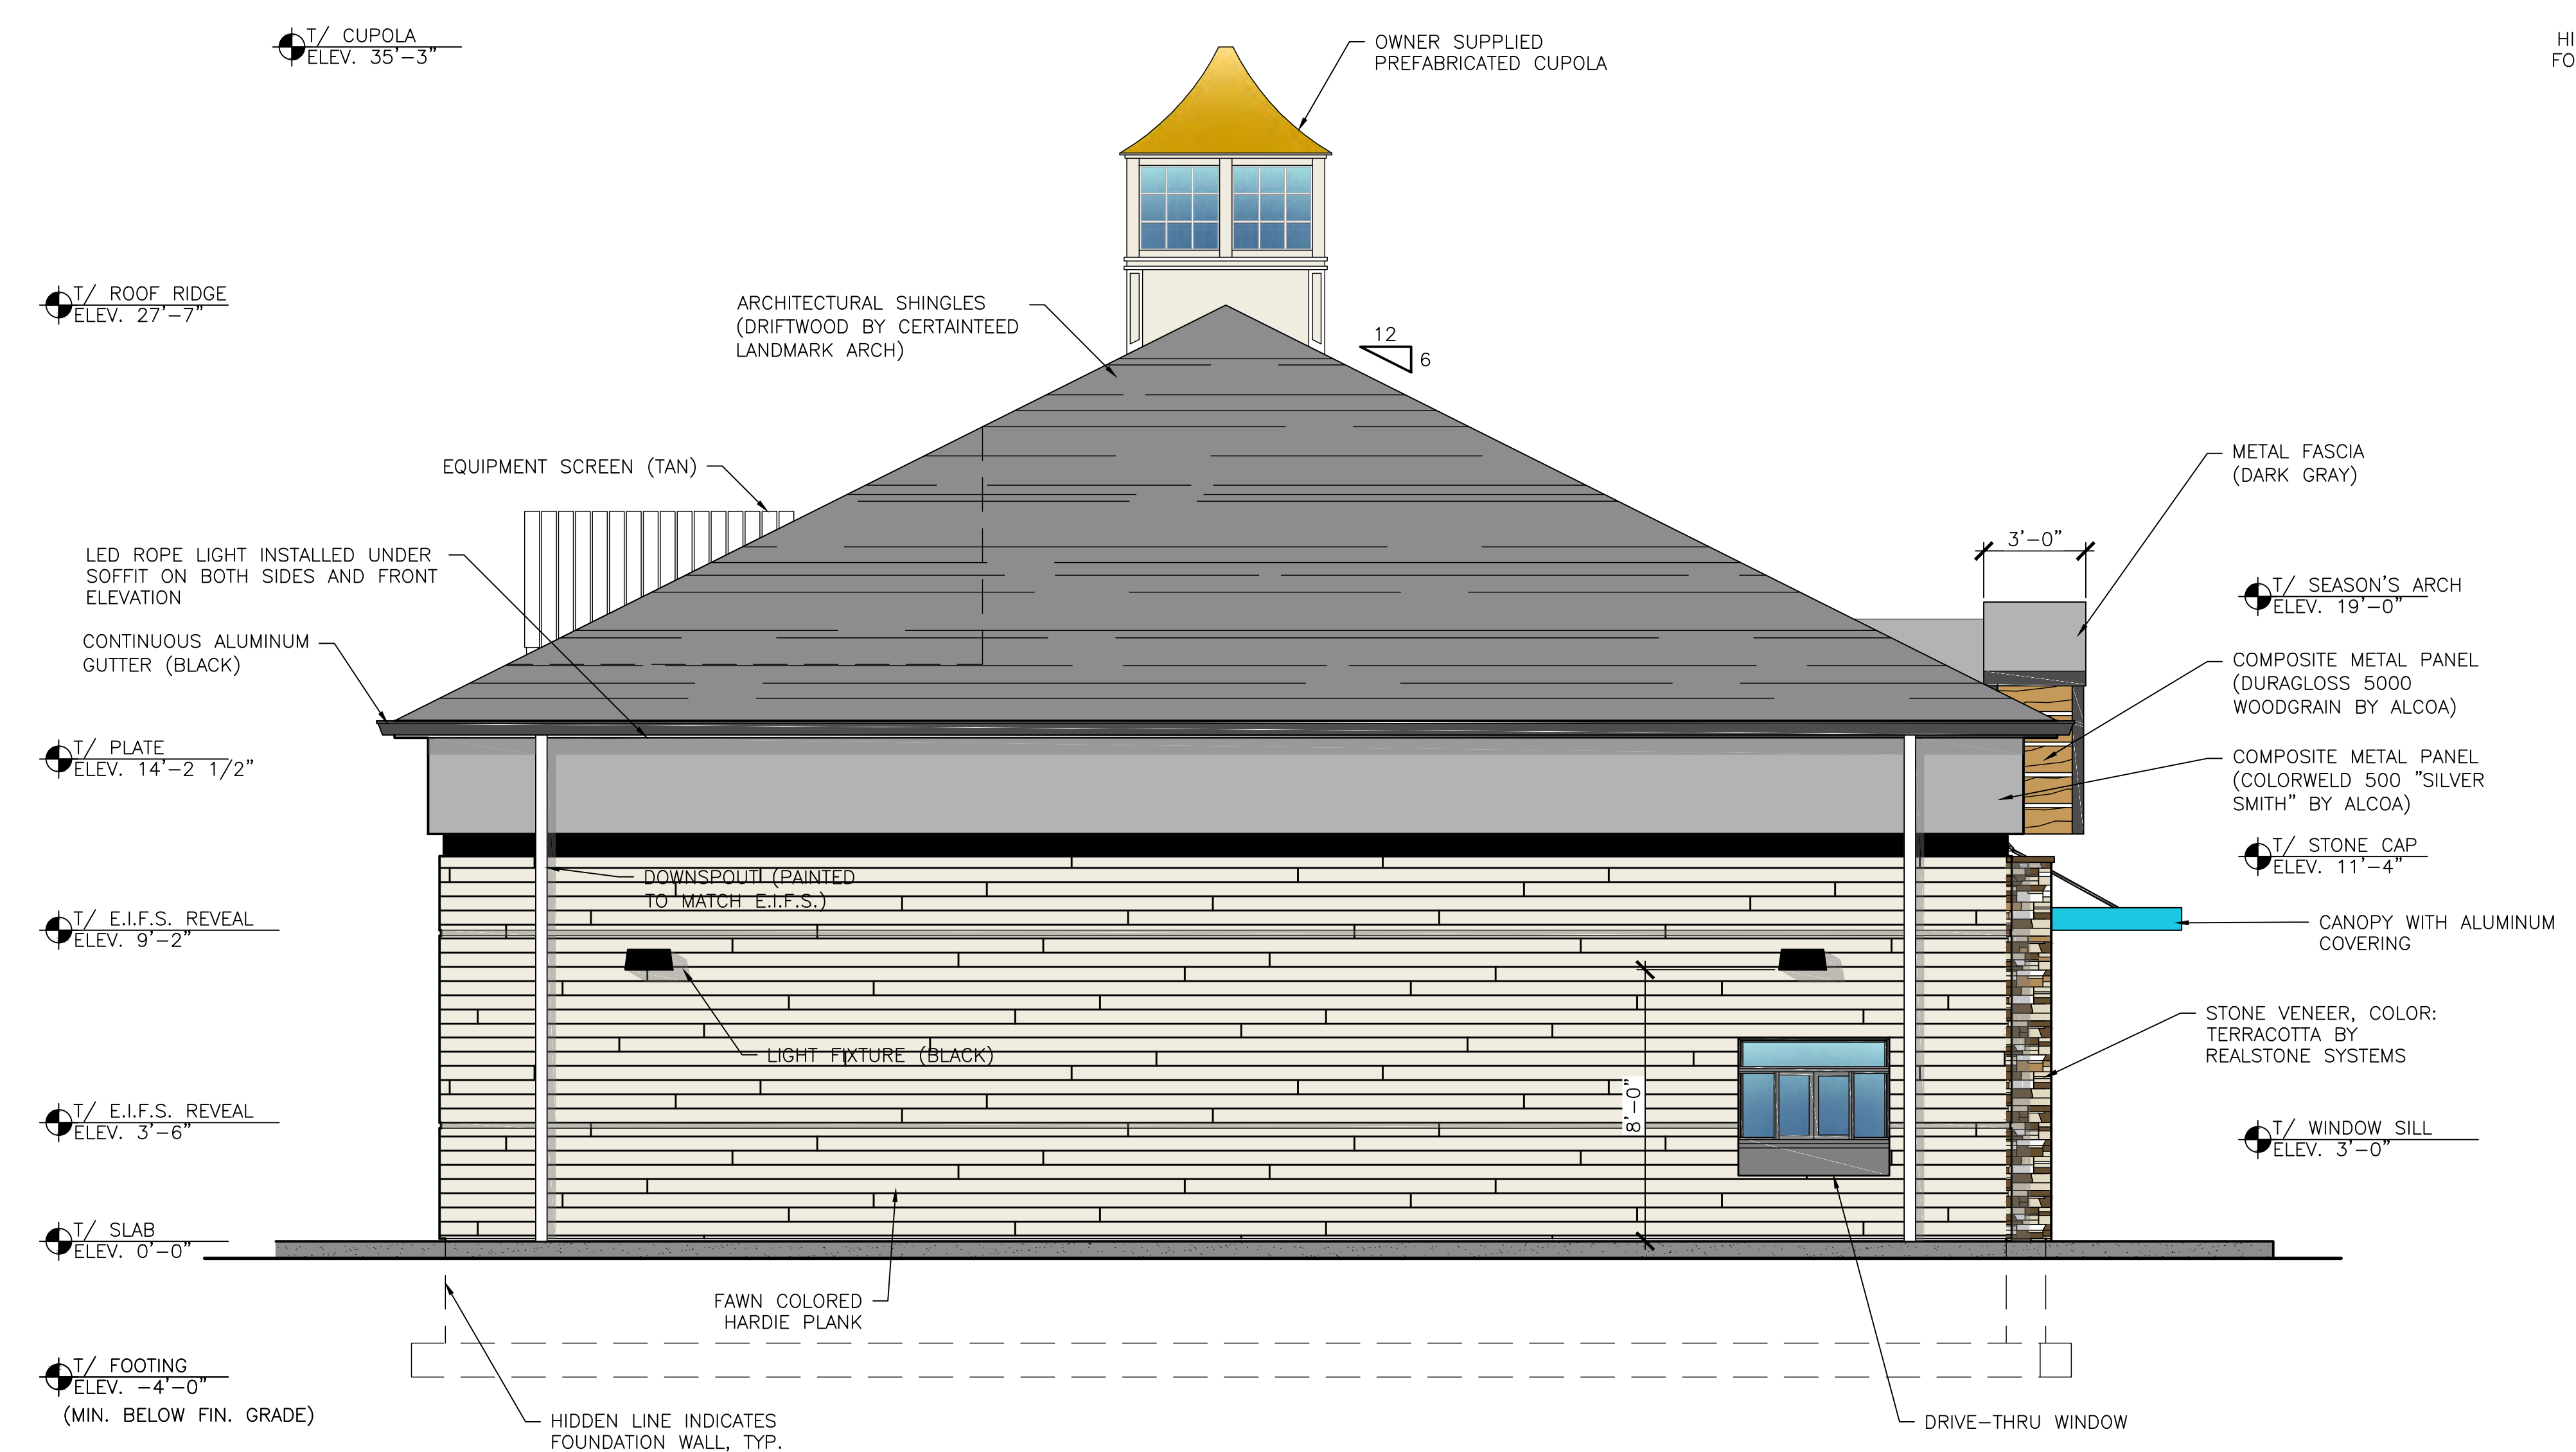 T/ CUPOLA
ELEV. 35'-3"
OWNER SUPPLIED
PREFABRICATED CUPOLA
HI
FO
T/ ROOF RIDGE
ELEV. 27'-7"
ARCHITECTURAL SHINGLES
(DRIFTWOOD BY CERTAINTEED
LANDMARK ARCH)
12
6
EQUIPMENT SCREEN (TAN)
METAL FASCIA
(DARK GRAY)
LED ROPE LIGHT INSTALLED UNDER
SOFFIT ON BOTH SIDES AND FRONT
ELEVATION
3'-0"
T/ SEASON'S ARCH
ELEV. 19'-0"
CONTINUOUS ALUMINUM
GUTTER (BLACK)
COMPOSITE METAL PANEL
(DURAGLOSS 5000
WOODGRAIN BY ALCOA)
T/ PLATE
ELEV. 14'-2 1/2"
COMPOSITE METAL PANEL
(COLORWELD 500 "SILVER
SMITH" BY ALCOA)
T/ STONE CAP
ELEV. 11'-4"
DOWNSPOUT (PAINTED
TO MATCH E.I.F.S.)
T/ E.I.F.S. REVEAL
ELEV. 9'-2"
CANOPY WITH ALUMINUM
COVERING
STONE VENEER, COLOR:
TERRACOTTA BY
REALSTONE SYSTEMS
LIGHT FIXTURE (BLACK)
8'-0"
T/ E.I.F.S. REVEAL
ELEV. 3'-6"
T/ WINDOW SILL
ELEV. 3'-0"
T/ SLAB
ELEV. 0'-0"
FAWN COLORED
HARDIE PLANK
T/ FOOTING
ELEV. -4'-0"
(MIN. BELOW FIN. GRADE)
HIDDEN LINE INDICATES
FOUNDATION WALL, TYP.
DRIVE-THRU WINDOW